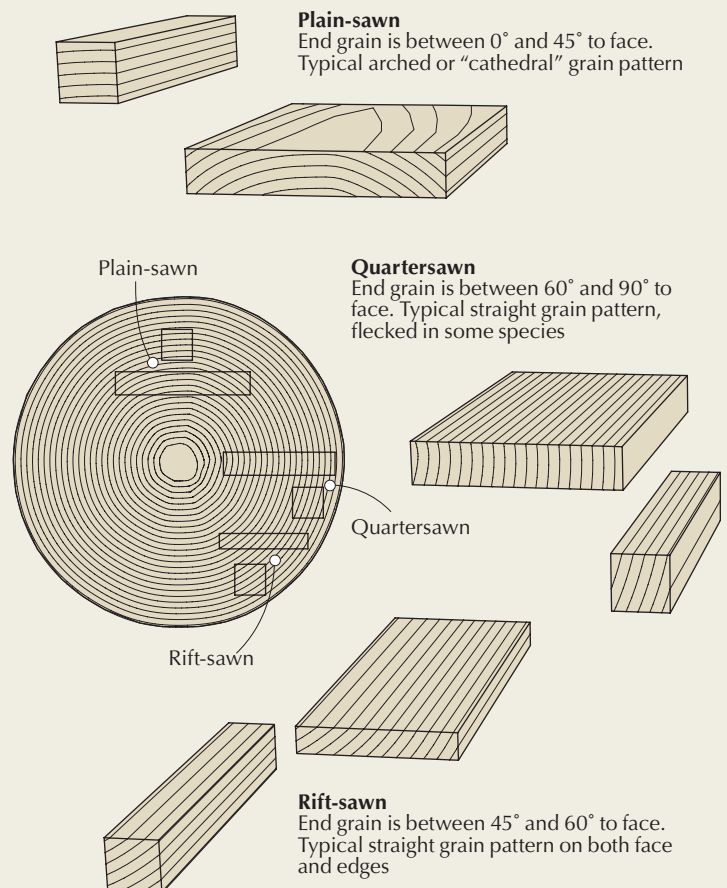 Plain-sawn
End grain is between 0˚ and 45˚ to face.
Typical arched or “cathedral” grain pattern
Plain-sawn
Quartersawn
End grain is between 60˚ and 90˚ to
face. Typical straight grain pattern,
flecked in some species
Quartersawn
Rift-sawn
Rift-sawn
End grain is between 45˚ and 60˚ to face.
Typical straight grain pattern on both face
and edges